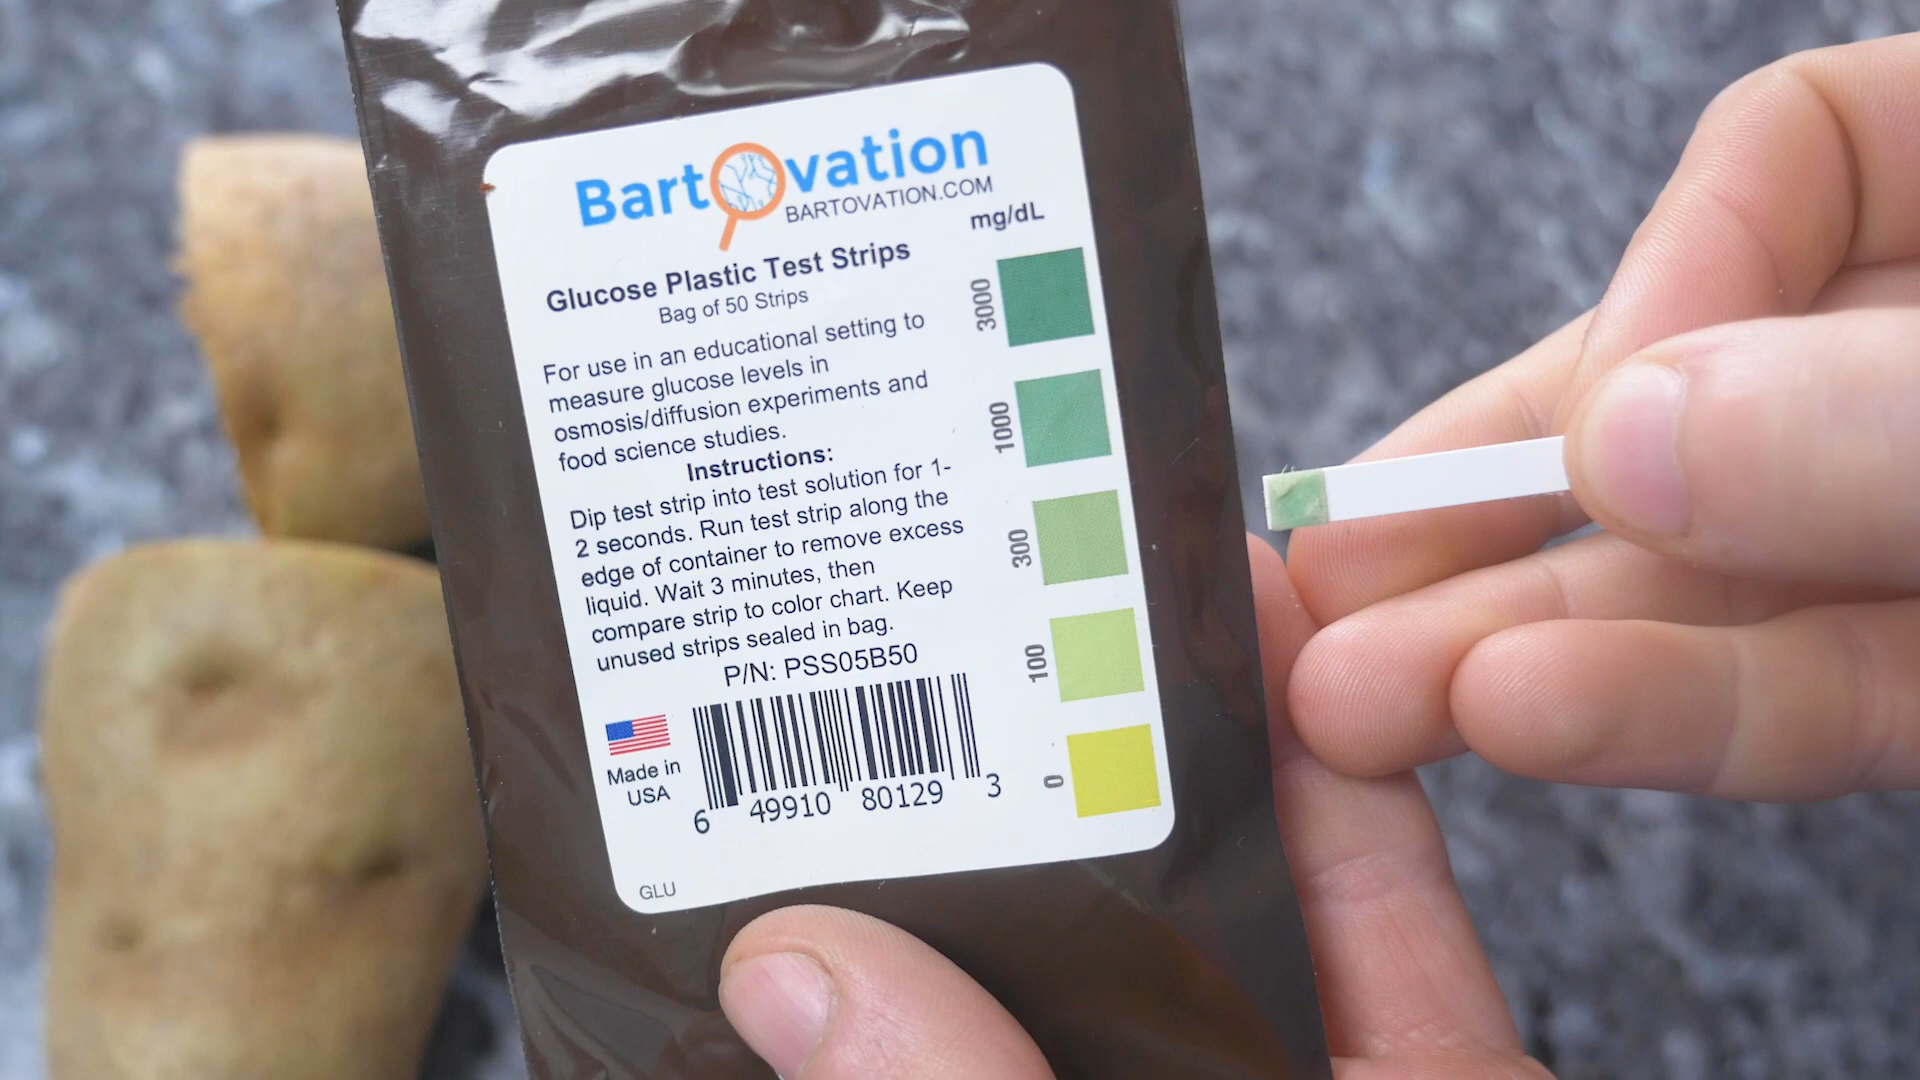 BartOvation
BARTOVATION.COM
mg/dL
Glucose Plastic Test Strips
Bag of 50 Strips
For use in an educational setting to
measure glucose levels in
osmosis/diffusion experiments and
food science studies.
Instructions:
Dip test strip into test solution for 1-
2 seconds. Run test strip along the
edge of container to remove excess
liquid. Wait 3 minutes, then
compare strip to color chart. Keep
unused strips sealed in bag.
P/N: PSS05B50
Made in
USA
6 49910 80129 3
GLU
3000
1000
300
100
0